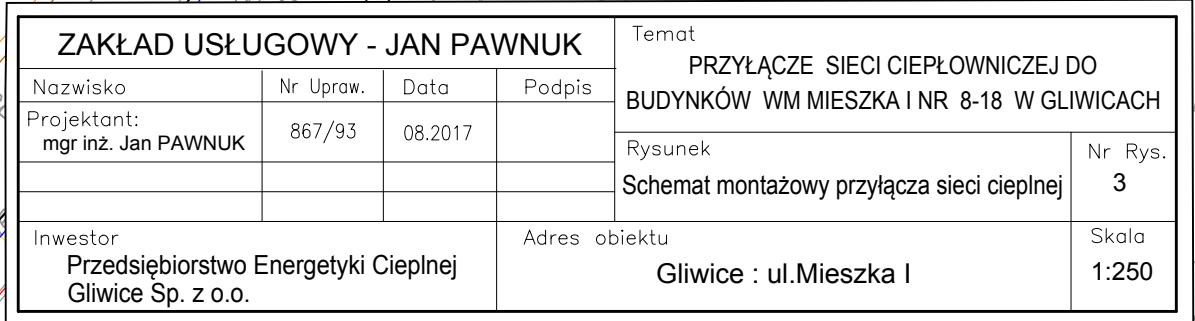 ZAKŁAD USŁUGOWY - JAN PAWNUK
Nazwisko Nr Upraw. Data Podpis
Projektant:
mgr inż. Jan PAWNUK 867/93 08.2017
Temat
PRZYŁĄCZE SIECI CIEPŁOWNICZEJ DO
BUDYNKÓW WM MIESZKA I NR 8-18 W GLIWICACH
Rysunek
Schemat montażowy przyłącza sieci cieplnej
Nr Rys.
3
Inwestor
Przedsiębiorstwo Energetyki Cieplnej
Gliwice Sp. z o.o.
Adres obiektu
Gliwice : ul.Mieszka I
Skala
1:250